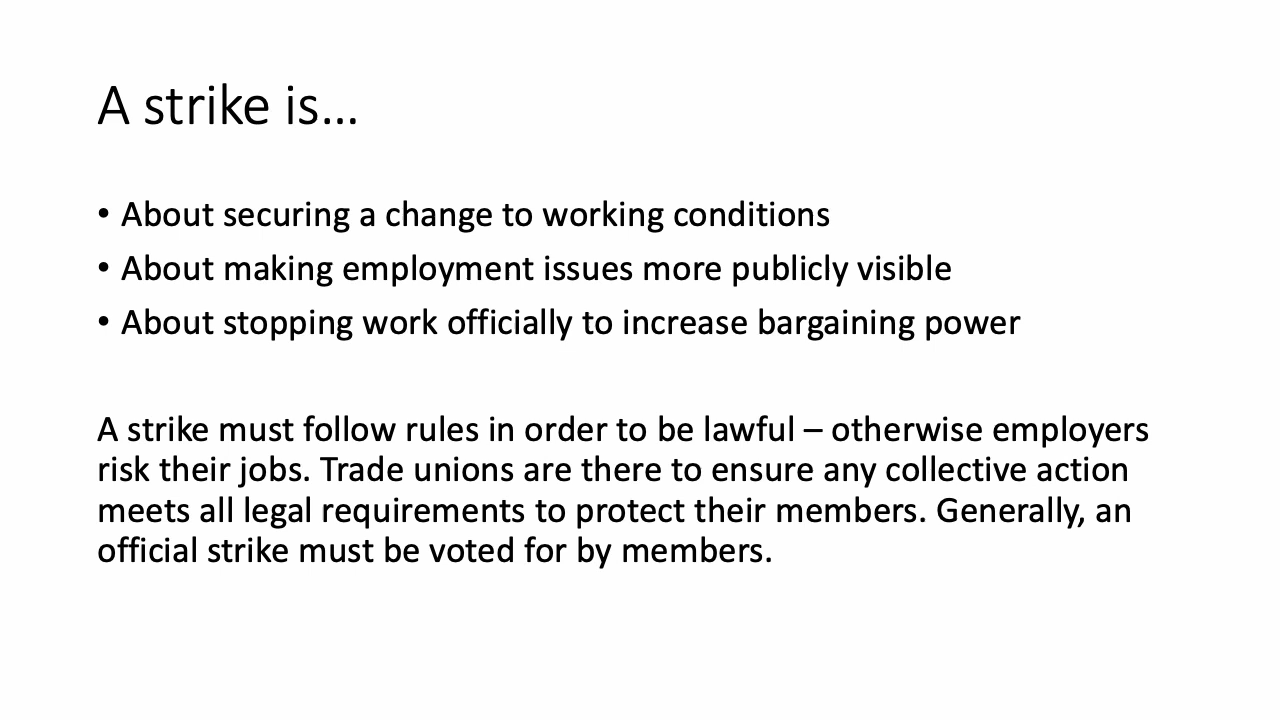 A strike is…
• About securing a change to working conditions
• About making employment issues more publicly visible
• About stopping work officially to increase bargaining power
A strike must follow rules in order to be lawful – otherwise employers
risk their jobs. Trade unions are there to ensure any collective action
meets all legal requirements to protect their members. Generally, an
official strike must be voted for by members.